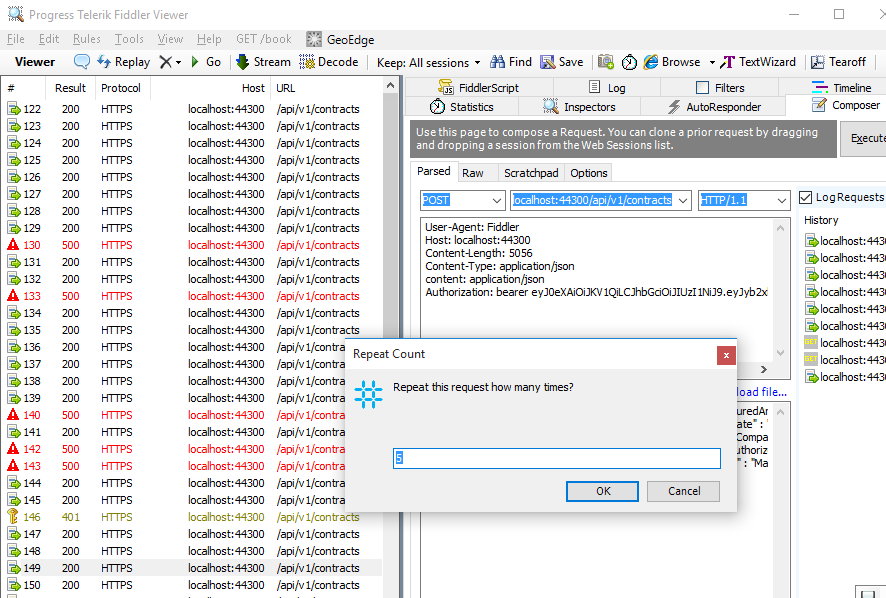 Progress Telerik Fiddler Viewer
File Edit Rules Tools View Help GET /book GeoEdge
Viewer Replay Go Stream Decode Keep: All sessions Find Save Browse TextWizard Tearoff
# Result Protocol Host URL
122 200 HTTPS localhost:44300 /api/v1/contracts
123 200 HTTPS localhost:44300 /api/v1/contracts
124 200 HTTPS localhost:44300 /api/v1/contracts
125 200 HTTPS localhost:44300 /api/v1/contracts
126 200 HTTPS localhost:44300 /api/v1/contracts
127 200 HTTPS localhost:44300 /api/v1/contracts
128 200 HTTPS localhost:44300 /api/v1/contracts
129 200 HTTPS localhost:44300 /api/v1/contracts
130 500 HTTPS localhost:44300 /api/v1/contracts
131 200 HTTPS localhost:44300 /api/v1/contracts
132 200 HTTPS localhost:44300 /api/v1/contracts
133 500 HTTPS localhost:44300 /api/v1/contracts
134 200 HTTPS localhost:44300 /api/v1/contracts
135 200 HTTPS localhost:44300 /api/v1/contracts
136 200 HTTPS localhost:44300 /api/v1/contra
137 200 HTTPS localhost:44300 /api/v1/contra
138 200 HTTPS localhost:44300 /api/v1/contra
139 200 HTTPS localhost:44300 /api/v1/contra
140 500 HTTPS localhost:44300 /api/v1/contra
141 200 HTTPS localhost:44300 /api/v1/contra
142 500 HTTPS localhost:44300 /api/v1/contra
143 500 HTTPS localhost:44300 /api/v1/contra
144 200 HTTPS localhost:44300 /api/v1/contra
145 200 HTTPS localhost:44300 /api/v1/contra
146 401 HTTPS localhost:44300 /api/v1/contracts
147 200 HTTPS localhost:44300 /api/v1/contracts
148 200 HTTPS localhost:44300 /api/v1/contracts
149 200 HTTPS localhost:44300 /api/v1/contracts
150 200 HTTPS localhost:44300 /api/v1/contracts
FiddlerScript Log Filters Timeline
Statistics Inspectors AutoResponder Composer
Use this page to compose a Request. You can clone a prior request by dragging
and dropping a session from the Web Sessions list.
Execute
Parsed Raw Scratchpad Options
POST localhost:44300/api/v1/contracts HTTP/1.1
User-Agent: Fiddler
Host: localhost:44300
Content-Length: 5056
Content-Type: application/json
content: application/json
Authorization: bearer eyJ0eXAiOiJKV1QiLCJhbGciOiJIUzI1NiJ9.eyJyb2x
Log Requests
History
localhost:4430
localhost:4430
localhost:4430
localhost:4430
localhost:4430
localhost:4430
GET localhost:4430
GET localhost:4430
localhost:4430
load file...
uredAr
ate" : "
Compa
uthoriz
" : "Ma
Repeat Count
x
Repeat this request how many times?
5
OK Cancel